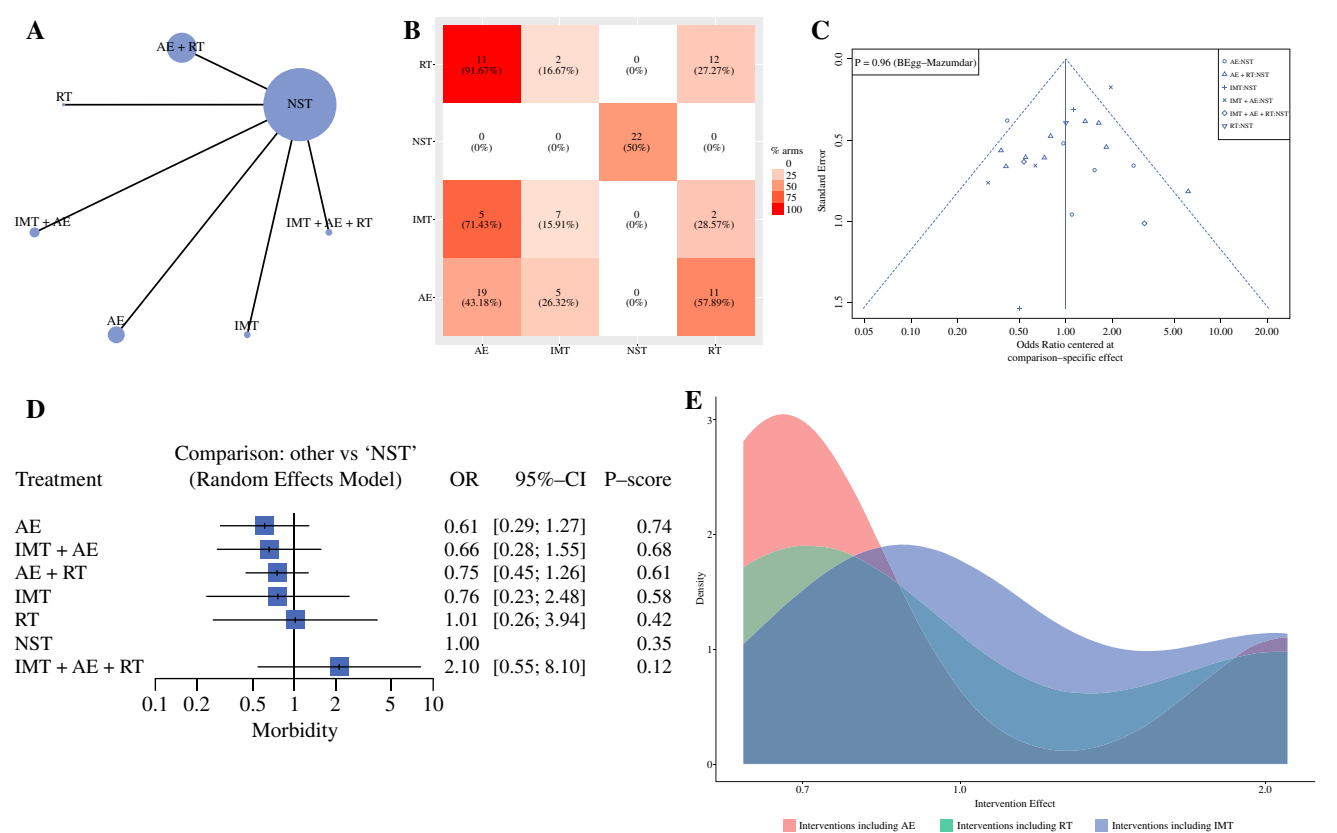 A
AE + RT
RT
NST
IMT + AE
IMT + AE + RT
AE
IMT
B
RT
11
(91.67%)
2
(16.67%)
0
(0%)
12
(27.27%)
NST
0
(0%)
0
(0%)
22
(50%)
0
(0%)
IMT
5
(71.43%)
7
(15.91%)
0
(0%)
2
(28.57%)
AE
19
(43.18%)
5
(26.32%)
0
(0%)
11
(57.89%)
AE IMT NST RT
% arms
0
25
50
75
100
C
P = 0.96 (BEgg–Mazumdar)
AE:NST
AE + RT:NST
IMT:NST
IMT + AE:NST
IMT + AE + RT:NST
RT:NST
Standard Error
0.0
0.5
1.0
1.5
0.05 0.10 0.20 0.50 1.00 2.00 5.00 10.00 20.00
Odds Ratio centered at
comparison–specific effect
D
Comparison: other vs ‘NST’
Treatment (Random Effects Model) OR 95%–CI P–score
AE 0.61 [0.29; 1.27] 0.74
IMT + AE 0.66 [0.28; 1.55] 0.68
AE + RT 0.75 [0.45; 1.26] 0.61
IMT 0.76 [0.23; 2.48] 0.58
RT 1.01 [0.26; 3.94] 0.42
NST 1.00 0.35
IMT + AE + RT 2.10 [0.55; 8.10] 0.12
0.1 0.2 0.5 1 2 5 10
Morbidity
E
Density
3
2
1
0
0.7 1.0 2.0
Intervention Effect
Interventions including AE Interventions including RT Interventions including IMT